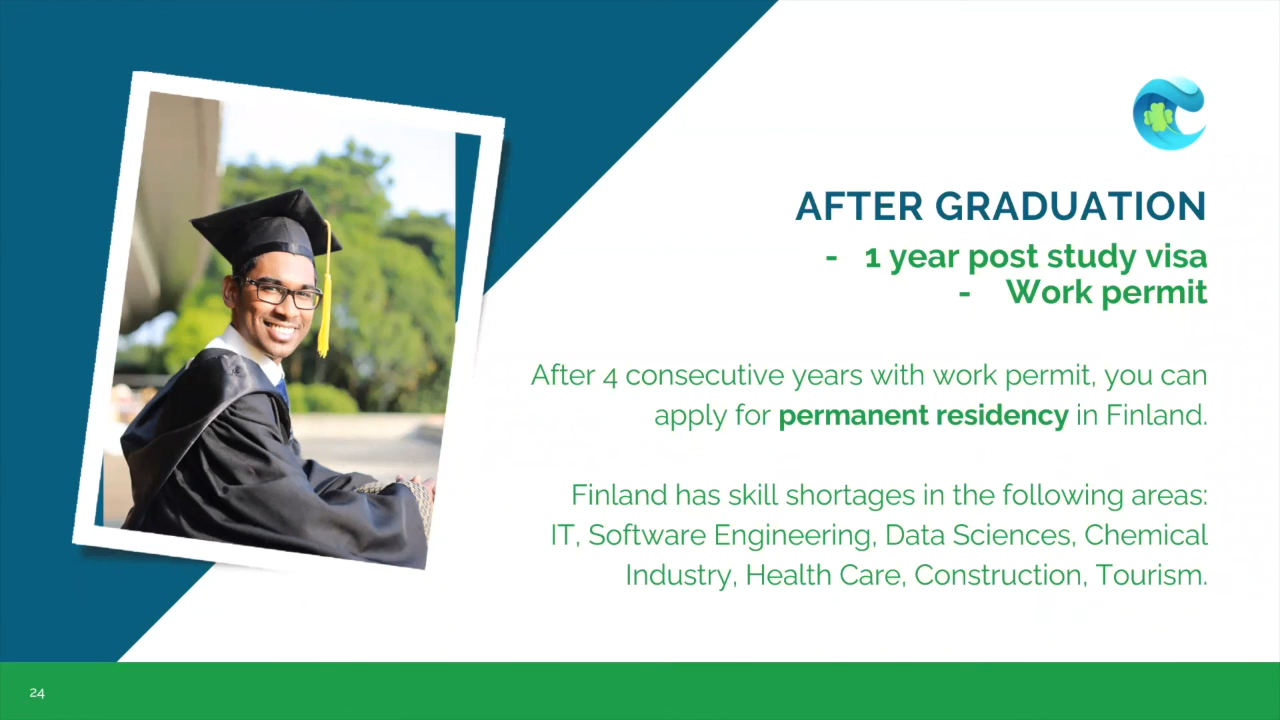 AFTER GRADUATION
- 1 year post study visa
- Work permit
After 4 consecutive years with work permit, you can
apply for permanent residency in Finland.
Finland has skill shortages in the following areas:
IT, Software Engineering, Data Sciences, Chemical
Industry, Health Care, Construction, Tourism.
24